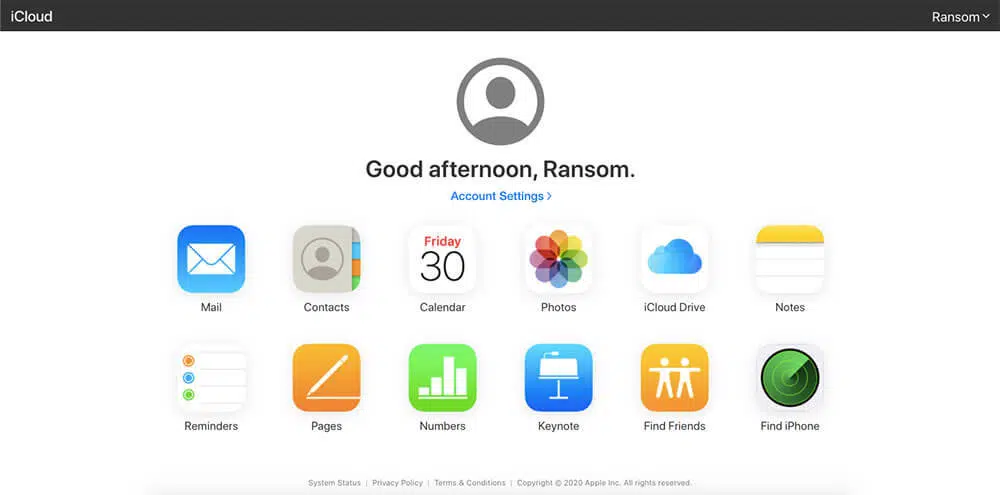 iCloud
Ransom
Good afternoon, Ransom.
Account Settings >
Friday
30
Mail
Contacts
Calendar
Photos
iCloud Drive
Notes
Reminders
Pages
Numbers
Keynote
Find Friends
Find iPhone
System Status | Privacy Policy | Terms & Conditions | Copyright © 2020 Apple Inc. All rights reserved.